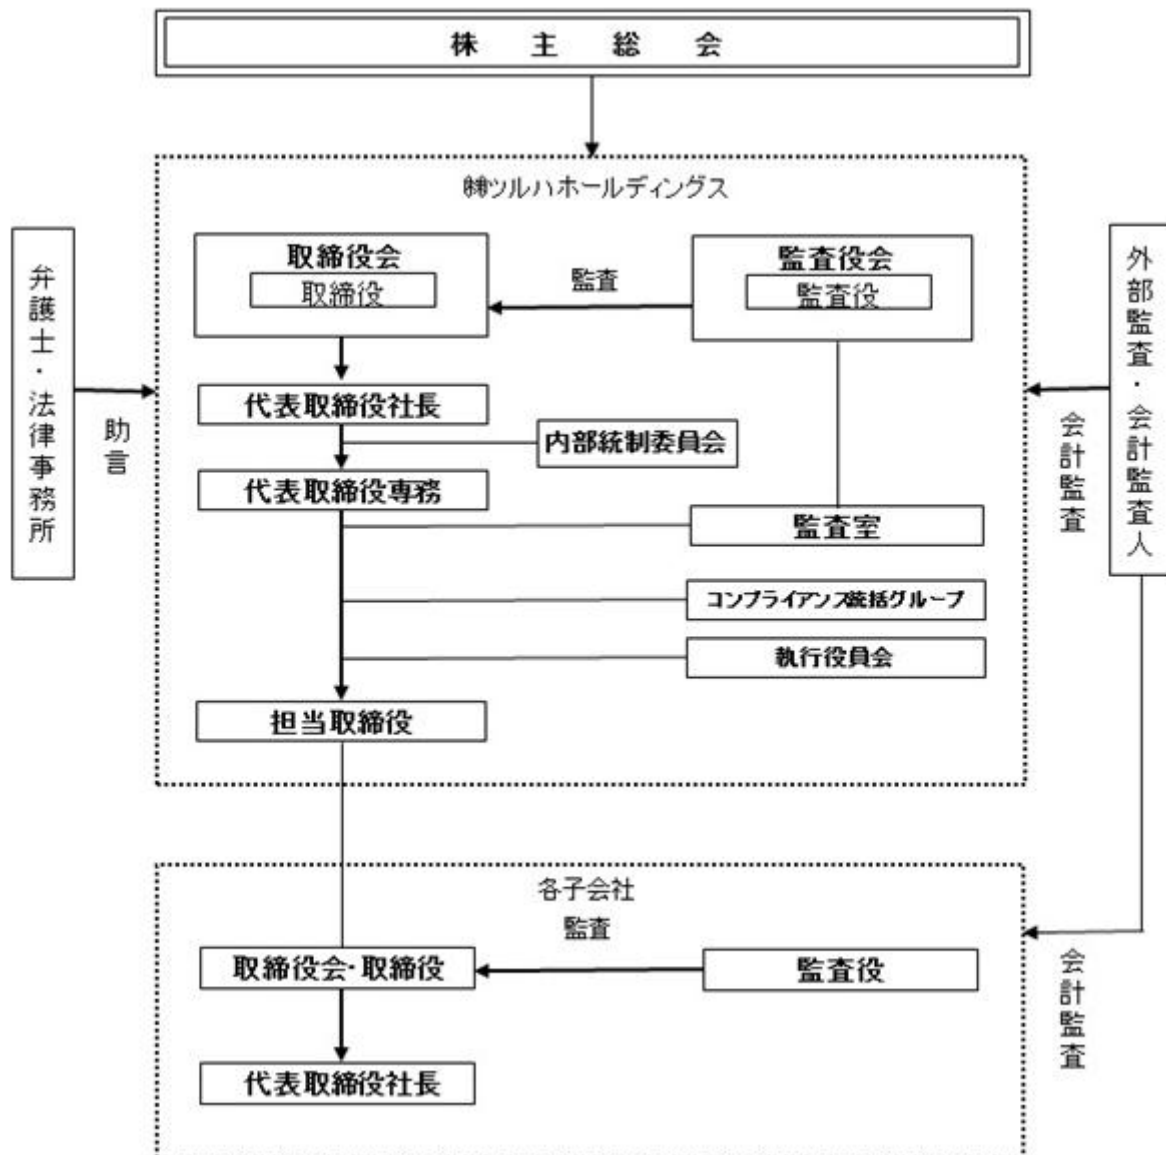 株主総会
㈱ツルハホールディングス
取締役会
取締役
監査
監査役会
監査役
弁護士・法律事務所
助言
外部監査・会計監査人
会計監査
代表取締役社長
内部統制委員会
代表取締役専務
監査室
コンプライアンス統括グループ
執行役員会
担当取締役
各子会社
監査
取締役会・取締役
監査役
会計監査
代表取締役社長